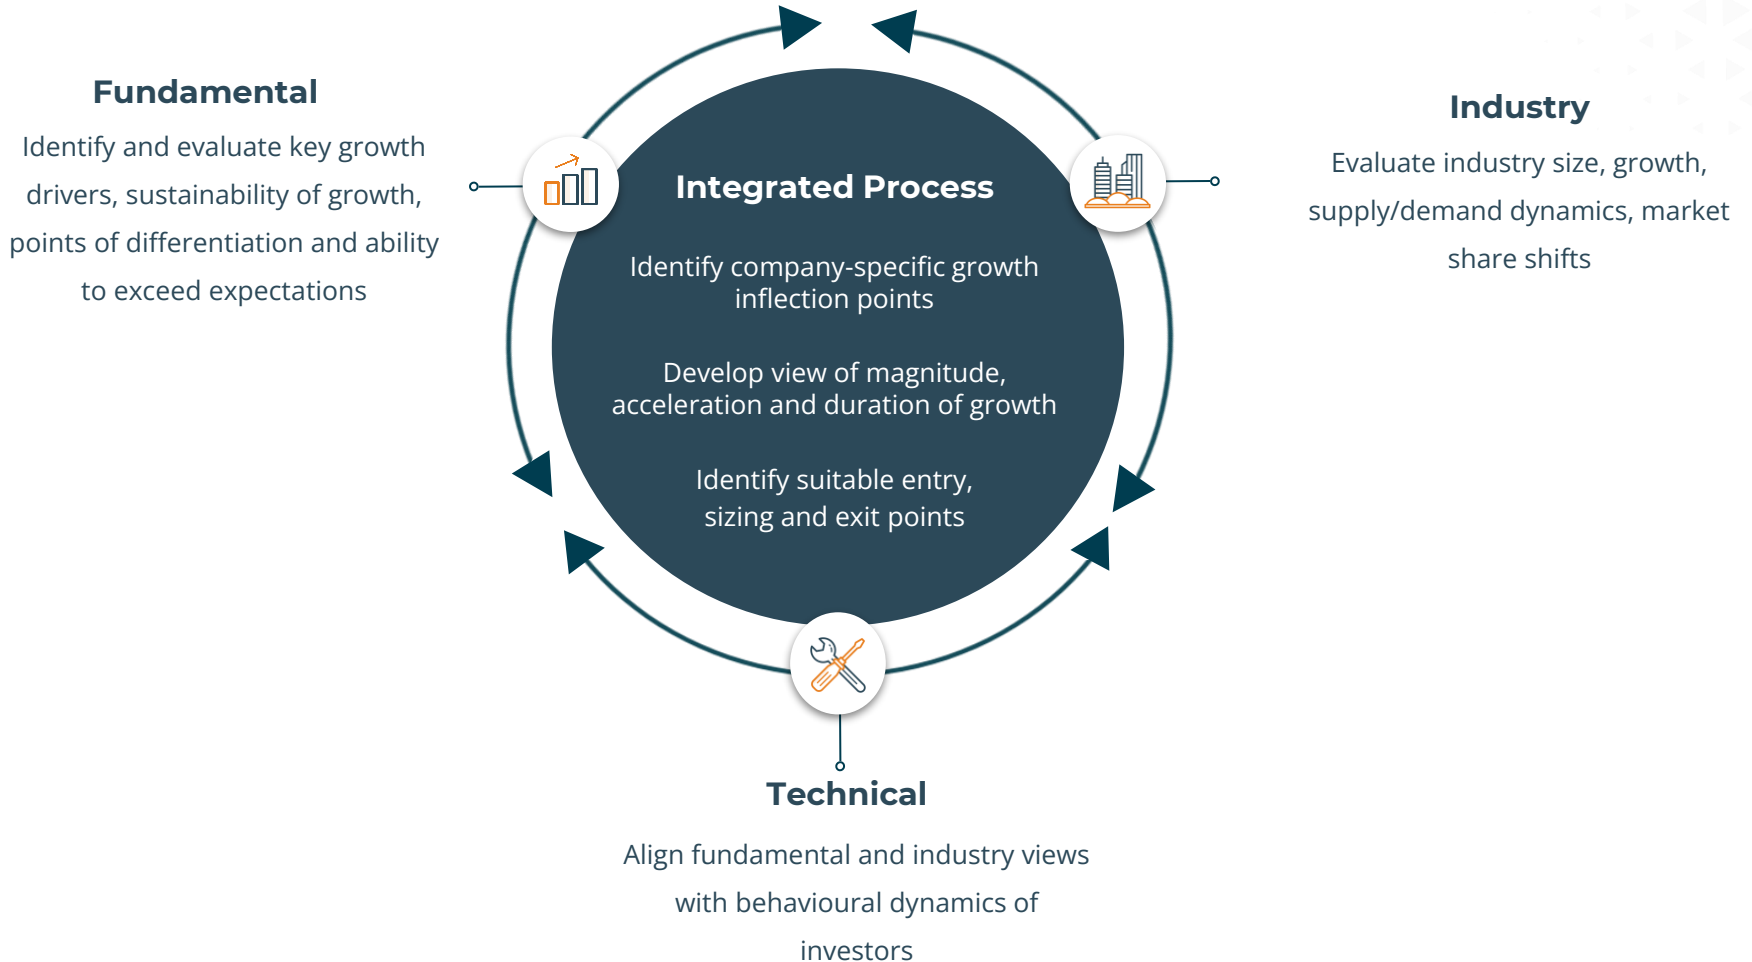 Fundamental
Identify and evaluate key growth
drivers, sustainability of growth,
points of differentiation and ability
to exceed expectations
Integrated Process
Identify company-specific growth
inflection points
Develop view of magnitude,
acceleration and duration of growth
Identify suitable entry,
sizing and exit points
Industry
Evaluate industry size, growth,
supply/demand dynamics, market
share shifts
Technical
Align fundamental and industry views
with behavioural dynamics of
investors